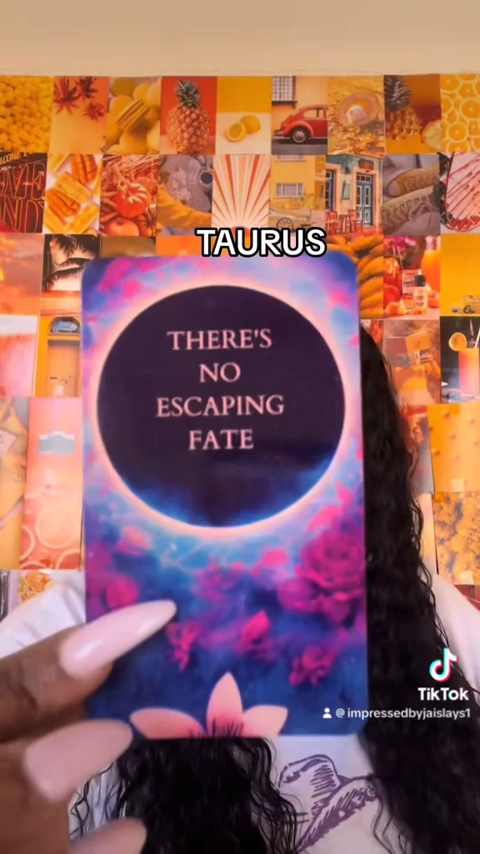 TAURUS
THERE'S
NO
ESCAPING
FATE
TikTok
@impressedbyjaislays1